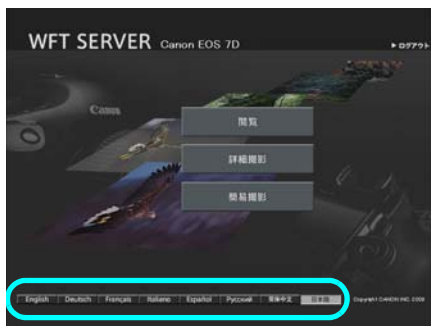 WFT SERVER Canon EOS 7D
▶ログアウト
Canon
閲覧
詳細撮影
簡易撮影
English Deutsch Français Italiano Español Русский 简体中文 日本語 Copyright CANON INC. 2009